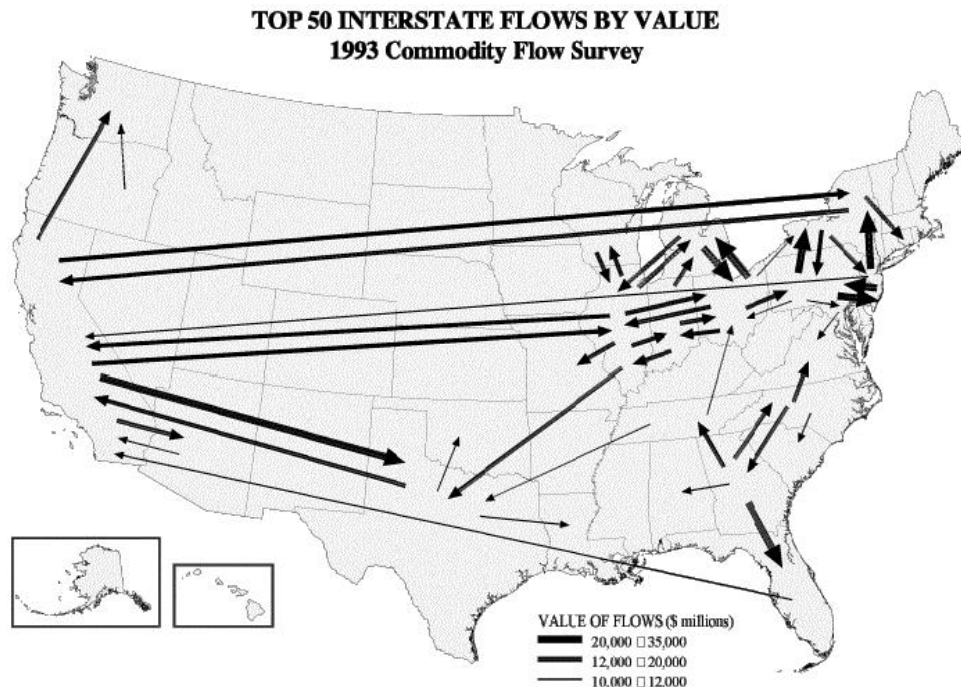 TOP 50 INTERSTATE FLOWS BY VALUE
1993 Commodity Flow Survey
VALUE OF FLOWS ($ millions)
20,000 □ 35,000
12,000 □ 20,000
10,000 □ 12,000